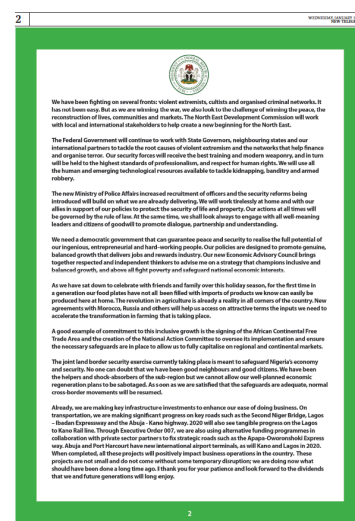 2
WEDNESDAY, JANUARY
NEW TELEG
We have been fighting on several fronts: violent extremists, cultists and organised criminal networks. It
has not been easy. But as we are winning the war, we also look to the challenge of winning the peace, the
reconstruction of lives, communities and markets. The North East Development Commission will work
with local and international stakeholders to help create a new beginning for the North East.
The Federal Government will continue to work with State Governors, neighbouring states and our
international partners to tackle the root causes of violent extremism and the networks that help finance
and organise terror. Our security forces will receive the best training and modern weaponry, and in turn
will be held to the highest standards of professionalism, and respect for human rights. We will use all
the human and emerging technological resources available to tackle kidnapping, banditry and armed
robbery.
The new Ministry of Police Affairs increased recruitment of officers and the security reforms being
introduced will build on what we are already delivering. We will work tirelessly at home and with our
allies in support of our policies to protect the security of life and property. Our actions at all times will
be governed by the rule of law. At the same time, we shall look always to engage with all well-meaning
leaders and citizens of goodwill to promote dialogue, partnership and understanding.
We need a democratic government that can guarantee peace and security to realise the full potential of
our ingenious, entrepreneurial and hard-working people. Our policies are designed to promote genuine,
balanced growth that delivers jobs and rewards industry. Our new Economic Advisory Council brings
together respected and independent thinkers to advise me on a strategy that champions inclusive and
balanced growth, and above all fight poverty and safeguard national economic interests.
As we have sat down to celebrate with friends and family over this holiday season, for the first time in
a generation our food plates have not all been filled with imports of products we know can easily be
produced here at home. The revolution in agriculture is already a reality in all corners of the country. New
agreements with Morocco, Russia and others will help us access on attractive terms the inputs we need to
accelerate the transformation in farming that is taking place.
A good example of commitment to this inclusive growth is the signing of the African Continental Free
Trade Area and the creation of the National Action Committee to oversee its implementation and ensure
the necessary safeguards are in place to allow us to fully capitalise on regional and continental markets.
The joint land border security exercise currently taking place is meant to safeguard Nigeria's economy
and security. No one can doubt that we have been good neighbours and good citizens. We have been
the helpers and shock-absorbers of the sub-region but we cannot allow our well-planned economic
regeneration plans to be sabotaged. As soon as we are satisfied that the safeguards are adequate, normal
cross-border movements will be resumed.
Already, we are making key infrastructure investments to enhance our ease of doing business. On
transportation, we are making significant progress on key roads such as the Second Niger Bridge, Lagos
– Ibadan Expressway and the Abuja - Kano highway. 2020 will also see tangible progress on the Lagos
to Kano Rail line. Through Executive Order 007, we are also using alternative funding programmes in
collaboration with private sector partners to fix strategic roads such as the Apapa-Oworonshoki Express
way. Abuja and Port Harcourt have new international airport terminals, as will Kano and Lagos in 2020.
When completed, all these projects will positively impact business operations in the country. These
projects are not small and do not come without some temporary disruption; we are doing now what
should have been done a long time ago. I thank you for your patience and look forward to the dividends
that we and future generations will long enjoy.
2